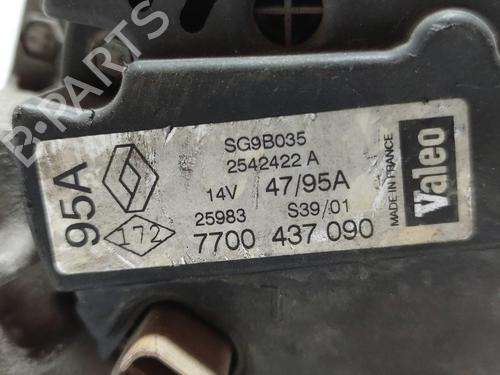 B-PARTS
95A
172
SG9B035
2542422 A
14V 47/95A
25983 S39/01
7700 437 090
MADE IN FRANCE
Valeo